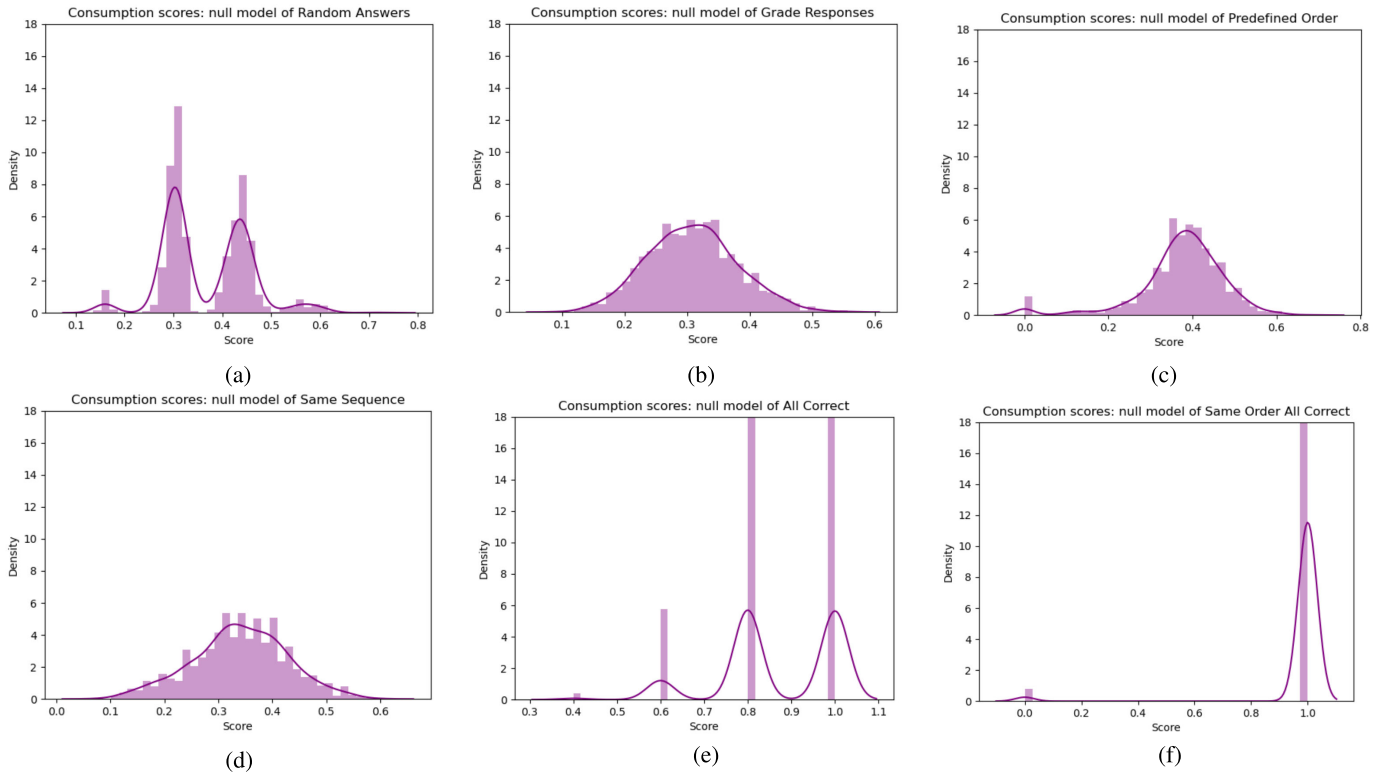 Consumption scores: null model of Random Answers
18
16
14
12
10
8
6
4
2
0
Density
0.1 0.2 0.3 0.4 0.5 0.6 0.7 0.8
Score
(a)
Consumption scores: null model of Grade Responses
18
16
14
12
10
8
6
4
2
0
Density
0.1 0.2 0.3 0.4 0.5 0.6
Score
(b)
Consumption scores: null model of Predefined Order
18
16
14
12
10
8
6
4
2
0
Density
0.0 0.2 0.4 0.6 0.8
Score
(c)
Consumption scores: null model of Same Sequence
18
16
14
12
10
8
6
4
2
0
Density
0.0 0.1 0.2 0.3 0.4 0.5 0.6
Score
(d)
Consumption scores: null model of All Correct
18
16
14
12
10
8
6
4
2
0
Density
0.3 0.4 0.5 0.6 0.7 0.8 0.9 1.0 1.1
Score
(e)
Consumption scores: null model of Same Order All Correct
18
16
14
12
10
8
6
4
2
0
Density
0.0 0.2 0.4 0.6 0.8 1.0
Score
(f)